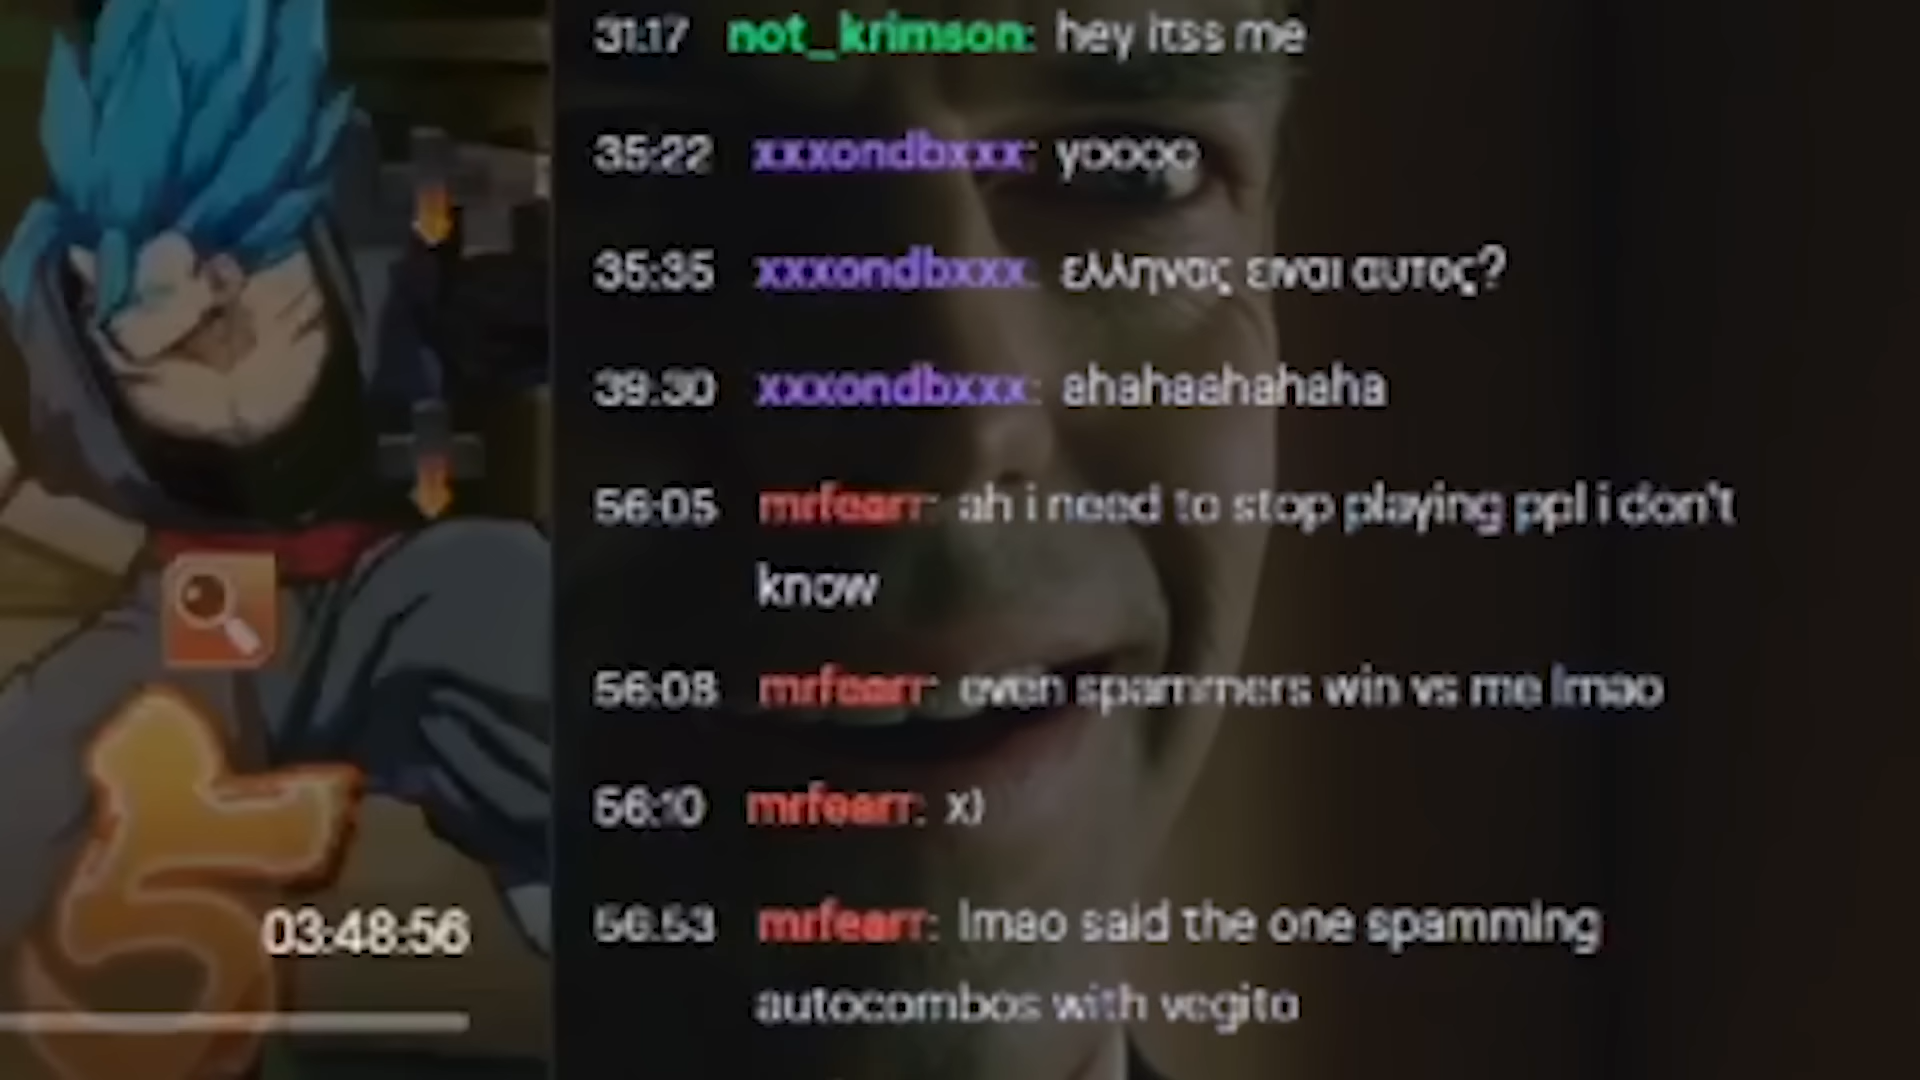 31:17 not_krimson: hey itss me
35:22 xxxondbxxx: yoooo
35:35 xxxondbxxx: ελληνας ειναι αυτος?
39:30 xxxondbxxx: ahahaahahaha
56:05 mrfearr: ah i need to stop playing ppl i don't
know
56:08 mrfearr: even spammers win vs me lmao
56:10 mrfearr: x)
03:48:56
56:53 mrfearr: lmao said the one spamming
autocombos with vegito